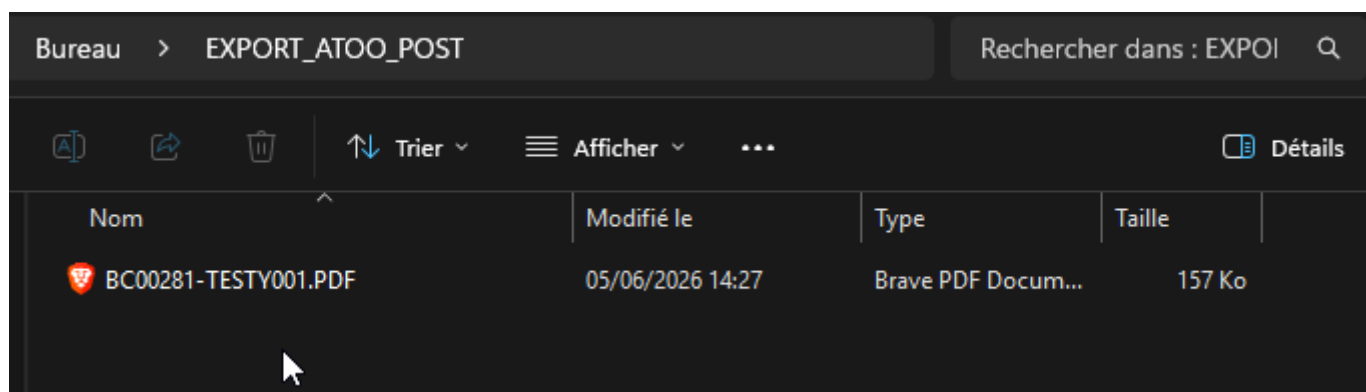 Bureau > EXPORT_ATOO_POST Rechercher dans : EXPOI
Trier Afficher ... Détails
Nom Modifié le Type Taille
BC00281-TESTY001.PDF 05/06/2026 14:27 Brave PDF Docum... 157 Ko